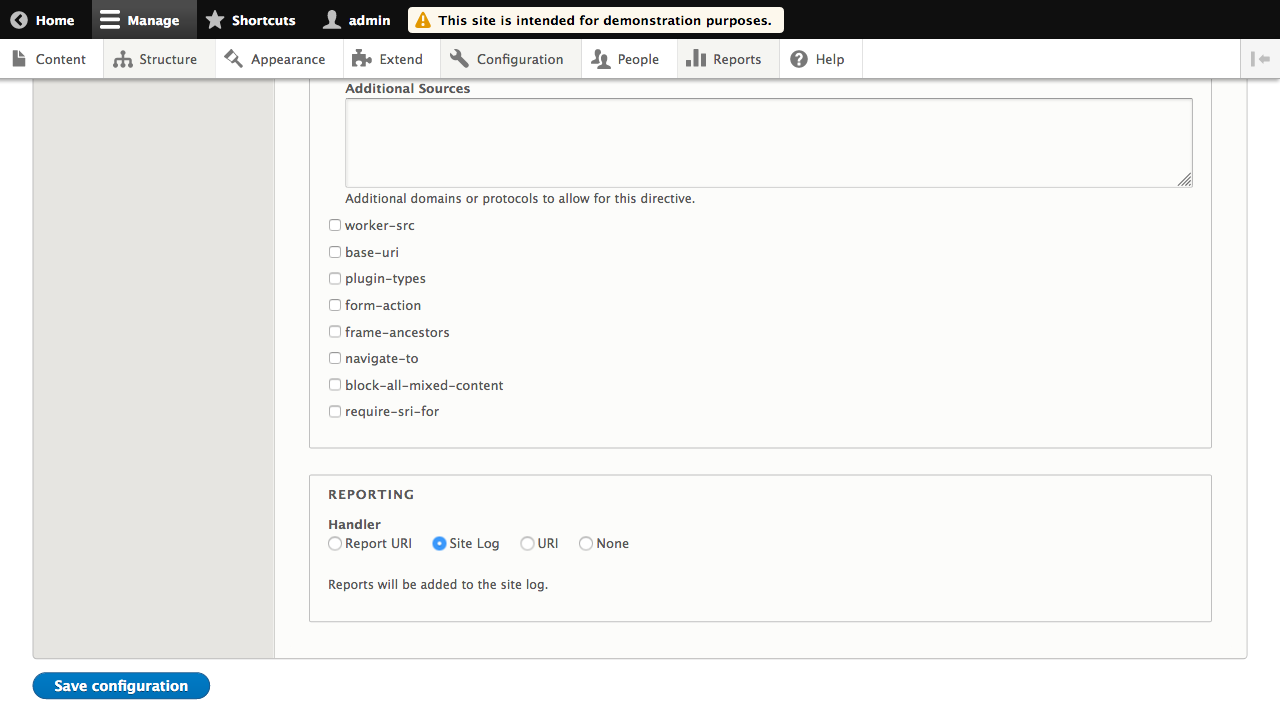 Home Manage Shortcuts admin This site is intended for demonstration purposes.
Content Structure Appearance Extend Configuration People Reports Help
Additional Sources
Additional domains or protocols to allow for this directive.
worker-src
base-uri
plugin-types
form-action
frame-ancestors
navigate-to
block-all-mixed-content
require-sri-for
REPORTING
Handler
Report URI Site Log URI None
Reports will be added to the site log.
Save configuration